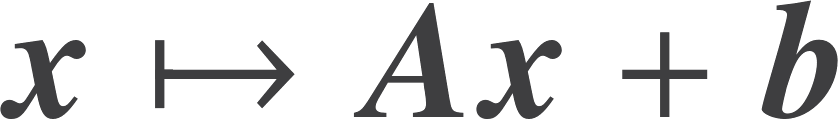 x ↦ Ax + b